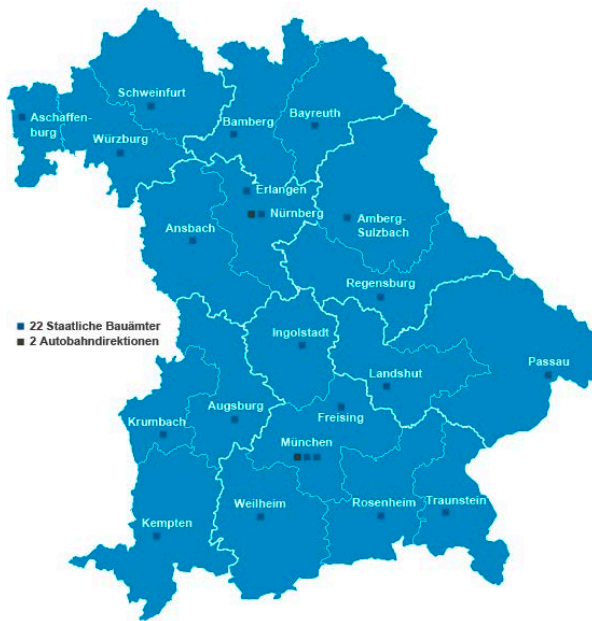 Schweinfurt
Bayreuth
Aschaffen-
burg
Bamberg
Würzburg
Erlangen
Nürnberg
Amberg-
Sulzbach
Ansbach
Regensburg
22 Staatliche Bauämter
2 Autobahndirektionen
Ingolstadt
Passau
Landshut
Augsburg
Freising
Krumbach
München
Weilheim
Rosenheim
Traunstein
Kempten